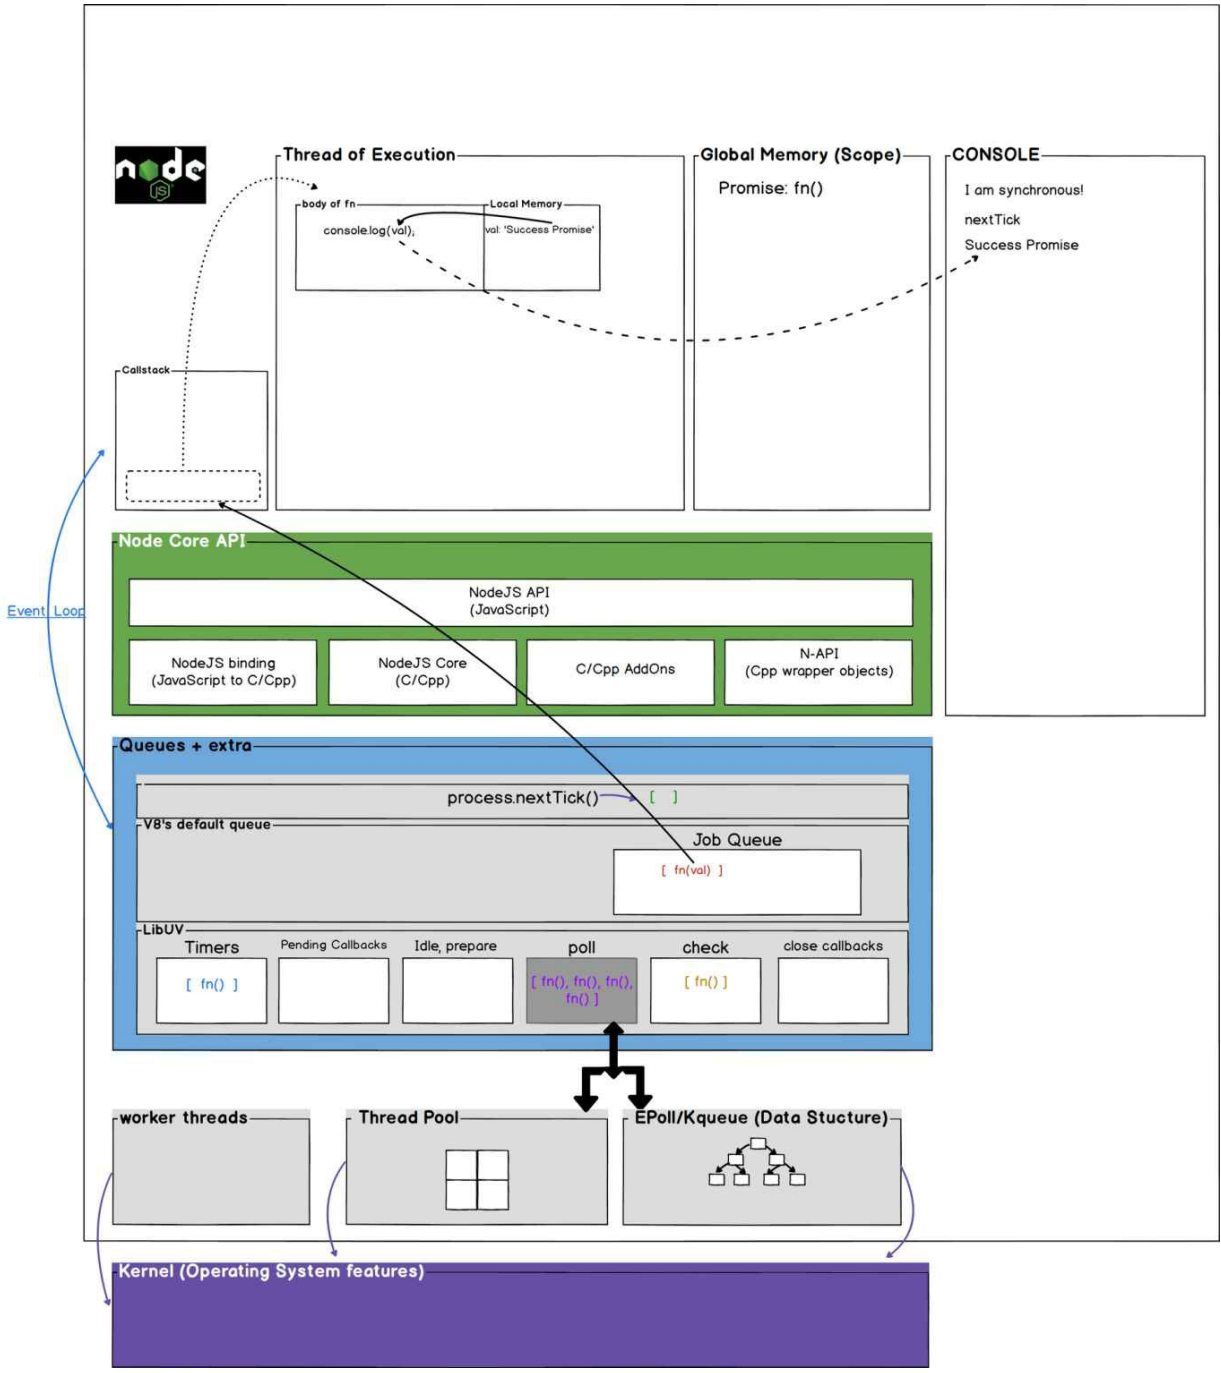 node
JS
Thread of Execution
Global Memory (Scope)
CONSOLE
Promise: fn()
I am synchronous!
nextTick
Success Promise
body of fn
Local Memory
console.log(val);
val: 'Success Promise'
Callstack
Node Core API
NodeJS API
(JavaScript)
Event Loop
NodeJS binding
(JavaScript to C/Cpp)
NodeJS Core
(C/Cpp)
C/Cpp AddOns
N-API
(Cpp wrapper objects)
Queues + extra
process.nextTick()
[ ]
V8's default queue
Job Queue
[ fn(val) ]
LibUV
Timers
Pending Callbacks
Idle, prepare
poll
check
close callbacks
[ fn() ]
[ fn(), fn(), fn(),
fn() ]
[ fn() ]
worker threads
Thread Pool
EPoll/Kqueue (Data Stucture)
Kernel (Operating System features)